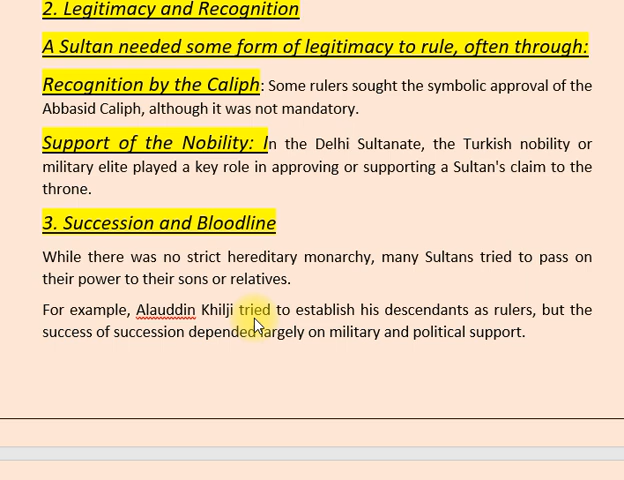 2. Legitimacy and Recognition
A Sultan needed some form of legitimacy to rule, often through:
Recognition by the Caliph: Some rulers sought the symbolic approval of the
Abbasid Caliph, although it was not mandatory.
Support of the Nobility: In the Delhi Sultanate, the Turkish nobility or
military elite played a key role in approving or supporting a Sultan's claim to the
throne.
3. Succession and Bloodline
While there was no strict hereditary monarchy, many Sultans tried to pass on
their power to their sons or relatives.
For example, Alauddin Khilji tried to establish his descendants as rulers, but the
success of succession depended largely on military and political support.